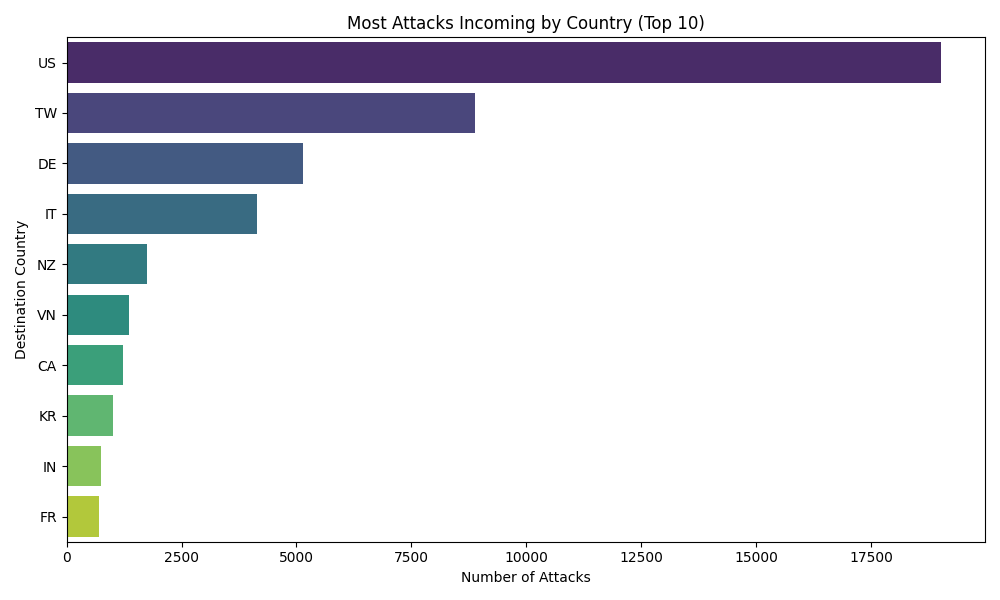 Most Attacks Incoming by Country (Top 10)
Destination Country
US
TW
DE
IT
NZ
VN
CA
KR
IN
FR
0 2500 5000 7500 10000 12500 15000 17500
Number of Attacks